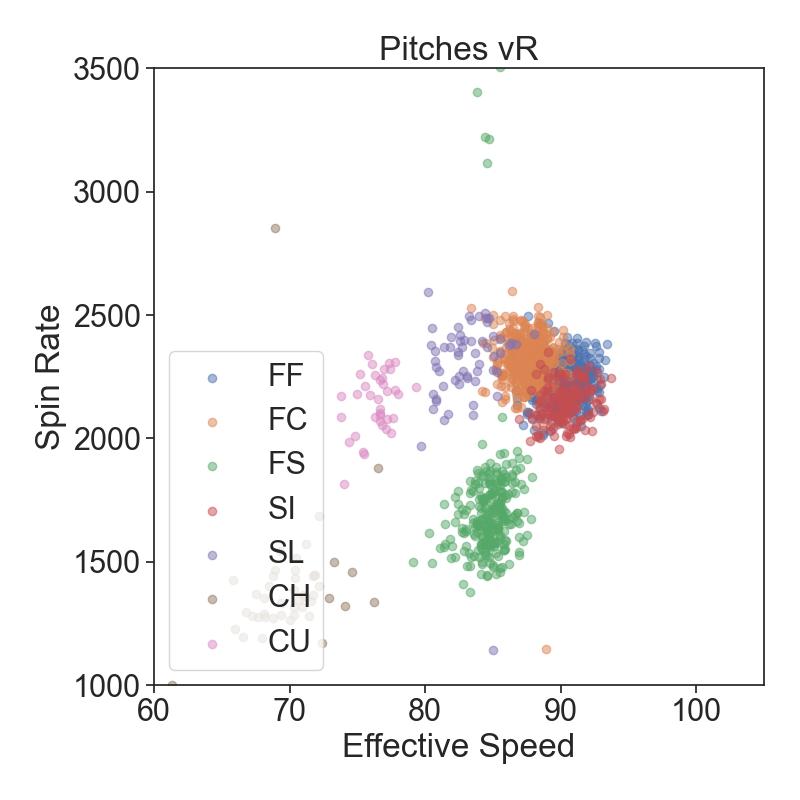 Pitches vR
3500
3000
2500
2000
1500
1000
Spin Rate
FF
FC
FS
SI
SL
CH
CU
60 70 80 90 100
Effective Speed